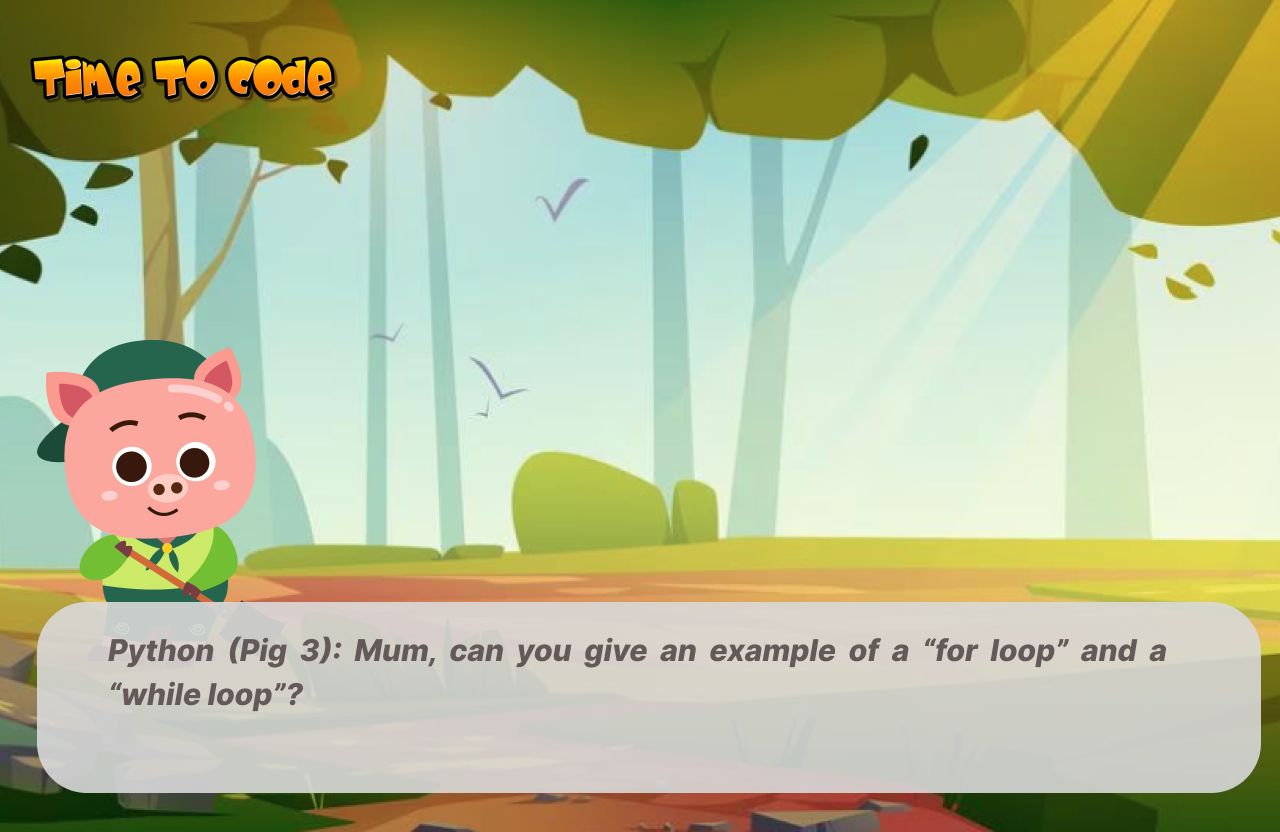 Time To Code
Python (Pig 3): Mum, can you give an example of a “for loop” and a
“while loop”?